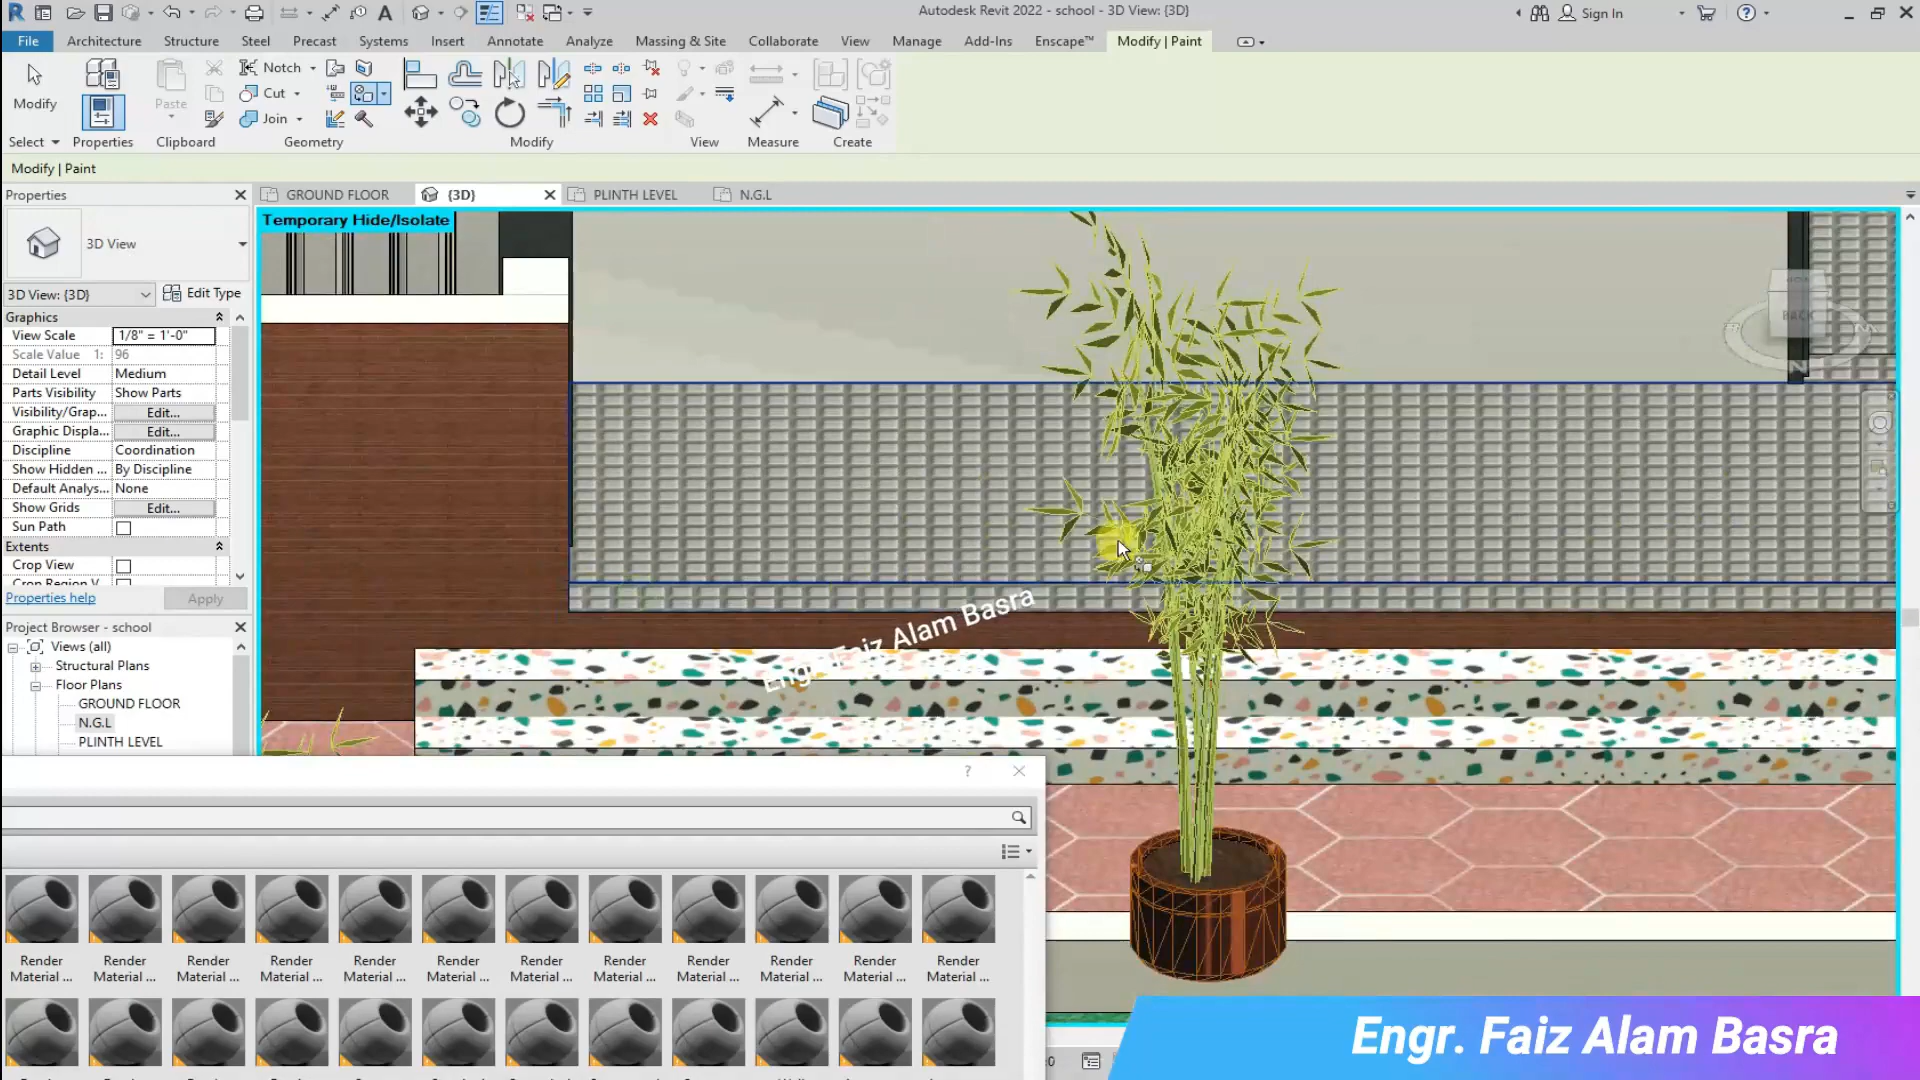 Autodesk Revit 2022 - school - 3D View: {3D}
Sign In
File Architecture Structure Steel Precast Systems Insert Annotate Analyze Massing & Site Collaborate View Manage Add-Ins Enscape™ Modify | Paint
Notch
Cut
Join
Modify
Paste
Select Properties Clipboard Geometry Modify View Measure Create
Modify | Paint
Properties
GROUND FLOOR {3D} PLINTH LEVEL N.G.L
Temporary Hide/Isolate
3D View
3D View: {3D} Edit Type
Graphics
View Scale 1/8" = 1'-0"
Scale Value 1: 96
Detail Level Medium
Parts Visibility Show Parts
Visibility/Grap... Edit...
Graphic Displa... Edit...
Discipline Coordination
Show Hidden ... By Discipline
Default Analys... None
Show Grids Edit...
Sun Path
Extents
Crop View
Crop Region V
Properties help Apply
Project Browser - school
Views (all)
Structural Plans
Floor Plans
GROUND FLOOR
N.G.L
PLINTH LEVEL
BACK
Engr. Faiz Alam Basra
Render Material ... Render Material ... Render Material ... Render Material ... Render Material ... Render Material ... Render Material ... Render Material ... Render Material ... Render Material ... Render Material ... Render Material ...
Engr. Faiz Alam Basra